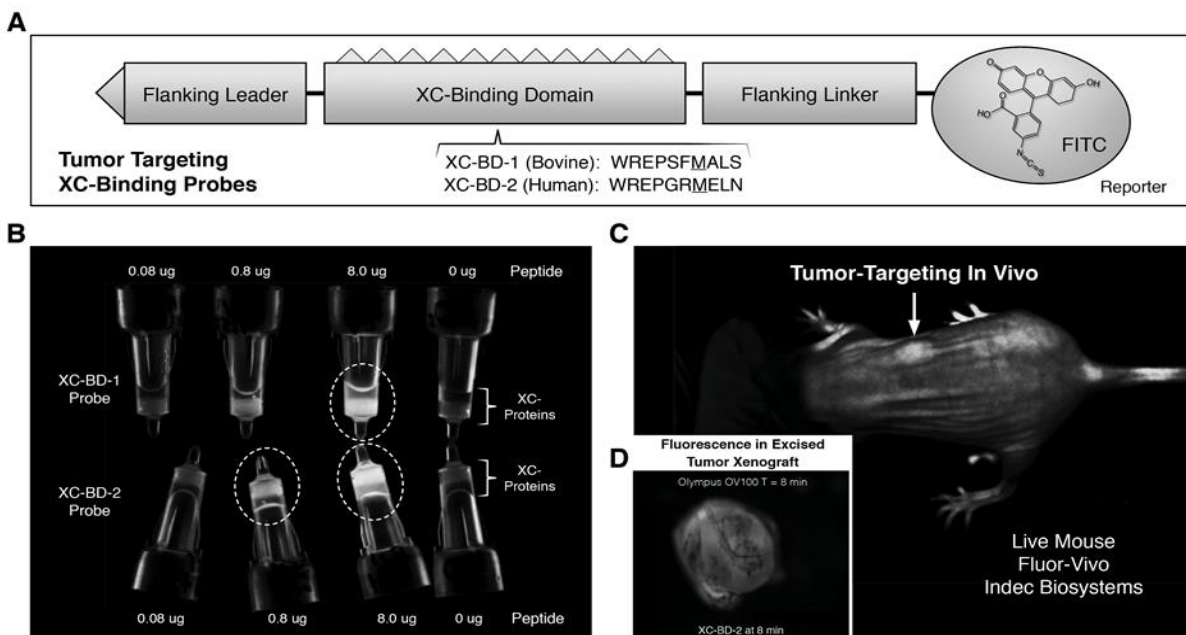 A
Flanking Leader
XC-Binding Domain
Flanking Linker
O
O
OH
HO
O
N
C
S
FITC
Reporter
Tumor Targeting
XC-Binding Probes
XC-BD-1 (Bovine): WREPSFMALS
XC-BD-2 (Human): WREPGRMELN
B
0.08 ug
0.8 ug
8.0 ug
0 ug
Peptide
XC-BD-1
Probe
XC-
Proteins
XC-BD-2
Probe
XC-
Proteins
0.08 ug
0.8 ug
8.0 ug
0 ug
Peptide
C
Tumor-Targeting In Vivo
Live Mouse
Fluor-Vivo
Indec Biosystems
D
Fluorescence in Excised
Tumor Xenograft
Olympus OV100 T = 8 min
XC-BD-2 at 8 min